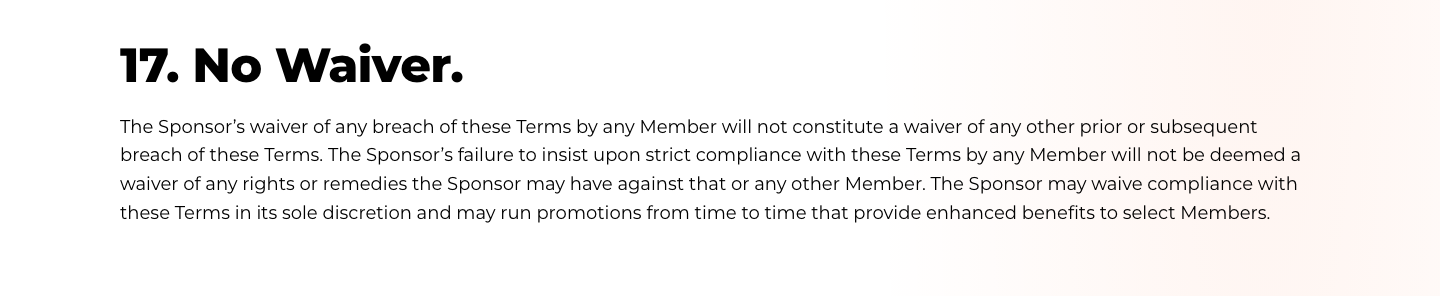 17. No Waiver.
The Sponsor’s waiver of any breach of these Terms by any Member will not constitute a waiver of any other prior or subsequent
breach of these Terms. The Sponsor’s failure to insist upon strict compliance with these Terms by any Member will not be deemed a
waiver of any rights or remedies the Sponsor may have against that or any other Member. The Sponsor may waive compliance with
these Terms in its sole discretion and may run promotions from time to time that provide enhanced benefits to select Members.